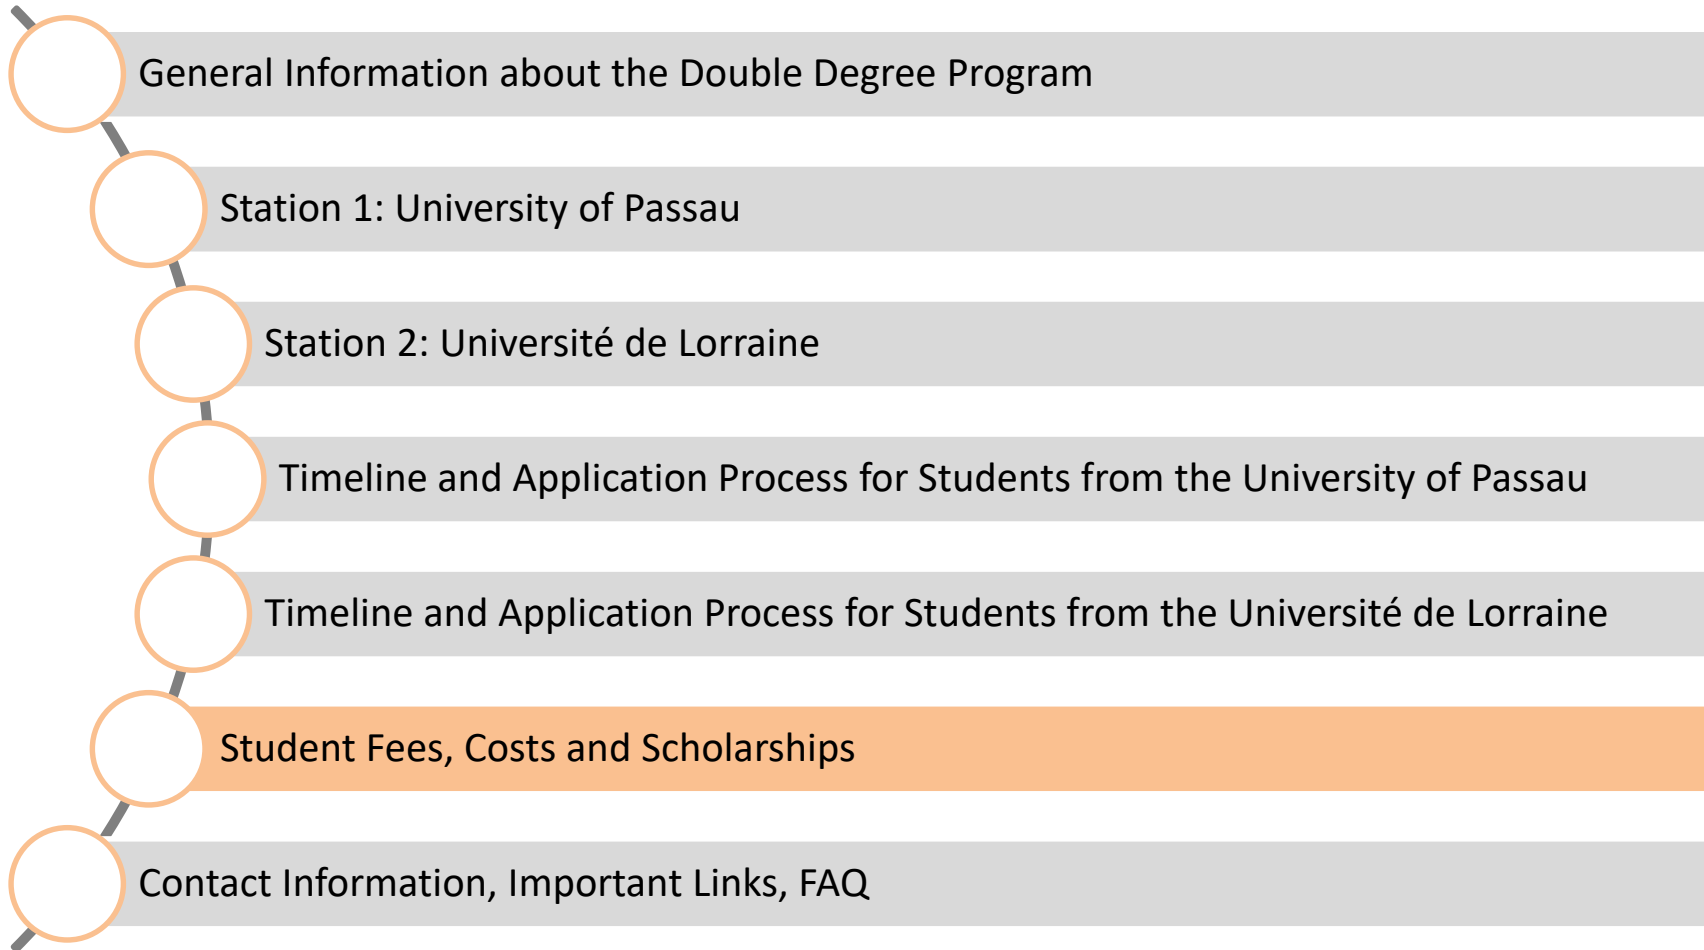 General Information about the Double Degree Program
Station 1: University of Passau
Station 2: Université de Lorraine
Timeline and Application Process for Students from the University of Passau
Timeline and Application Process for Students from the Université de Lorraine
Student Fees, Costs and Scholarships
Contact Information, Important Links, FAQ